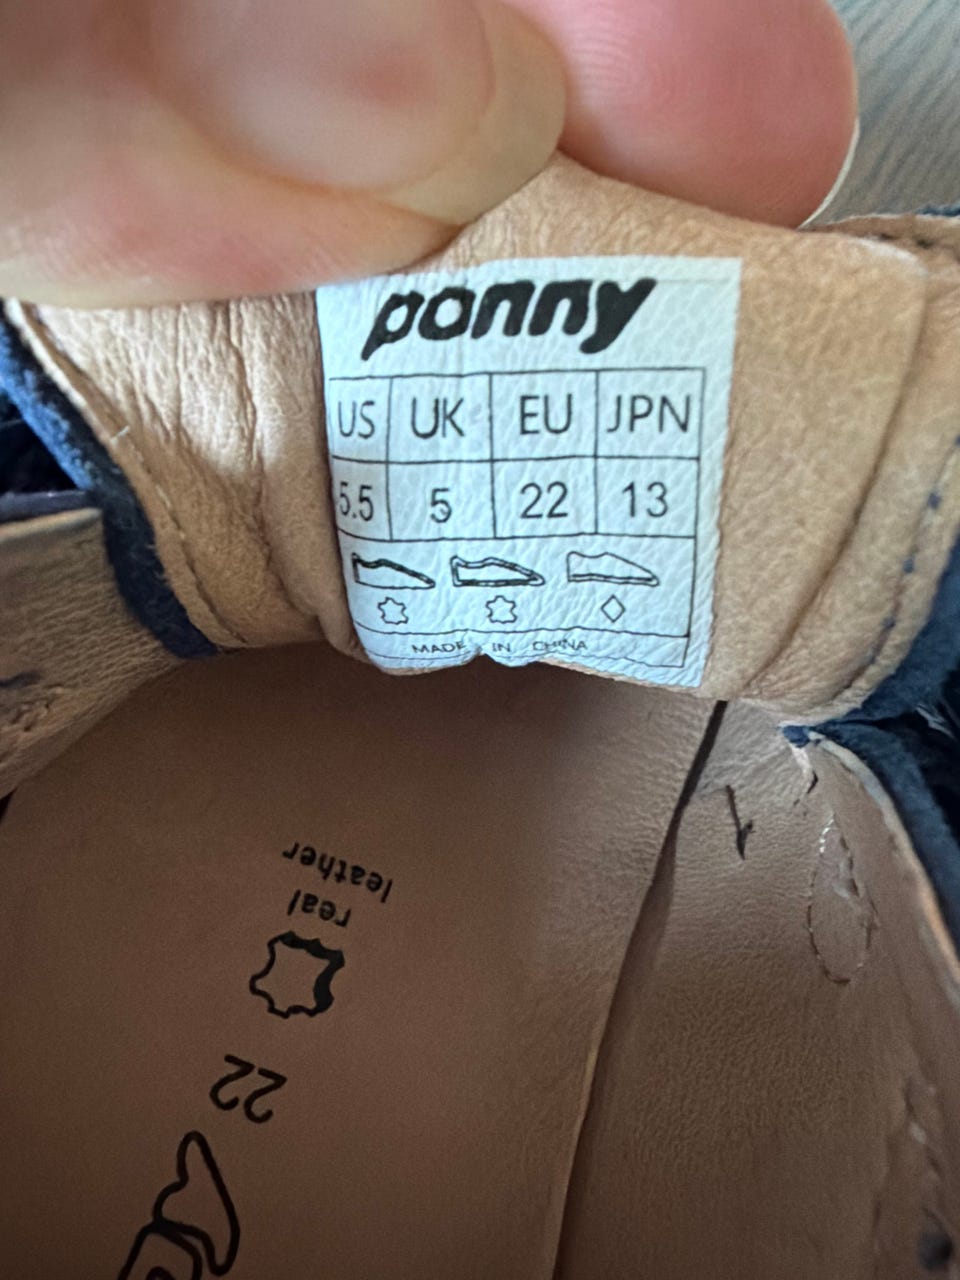 ponny
US UK EU JPN
5.5 5 22 13
MADE IN CHINA
real
leather
22